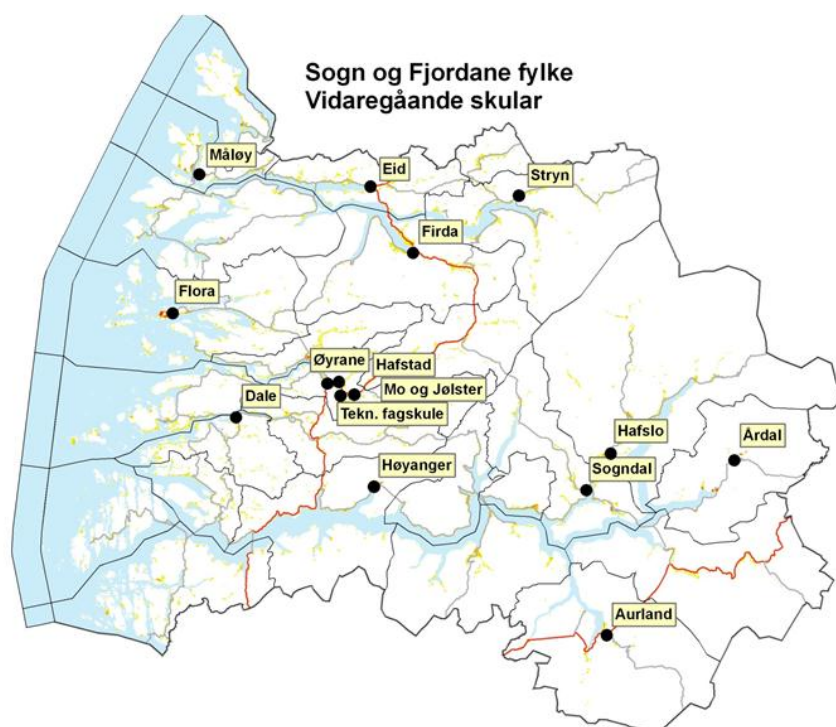 Sogn og Fjordane fylke
Vidaregåande skular
Måløy
Eid
Stryn
Firda
Flora
Øyrane
Hafstad
Dale
Mo og Jølster
Tekn. fagskule
Hafslo
Årdal
Høyanger
Sogndal
Aurland